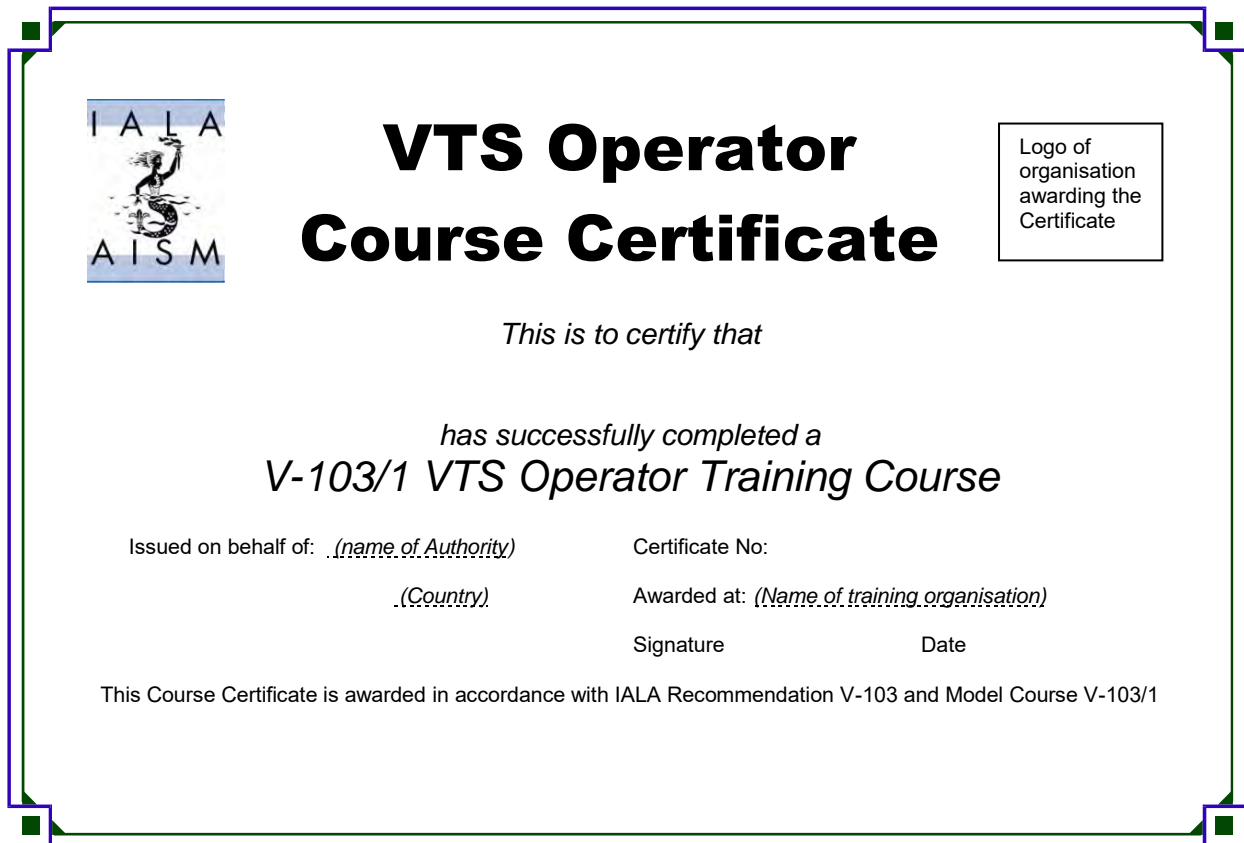 IALA
AISM
VTS Operator
Course Certificate
Logo of
organisation
awarding the
Certificate
This is to certify that
has successfully completed a
V-103/1 VTS Operator Training Course
Issued on behalf of: (name of Authority)
Certificate No:
(Country)
Awarded at: (Name of training organisation)
Signature
Date
This Course Certificate is awarded in accordance with IALA Recommendation V-103 and Model Course V-103/1